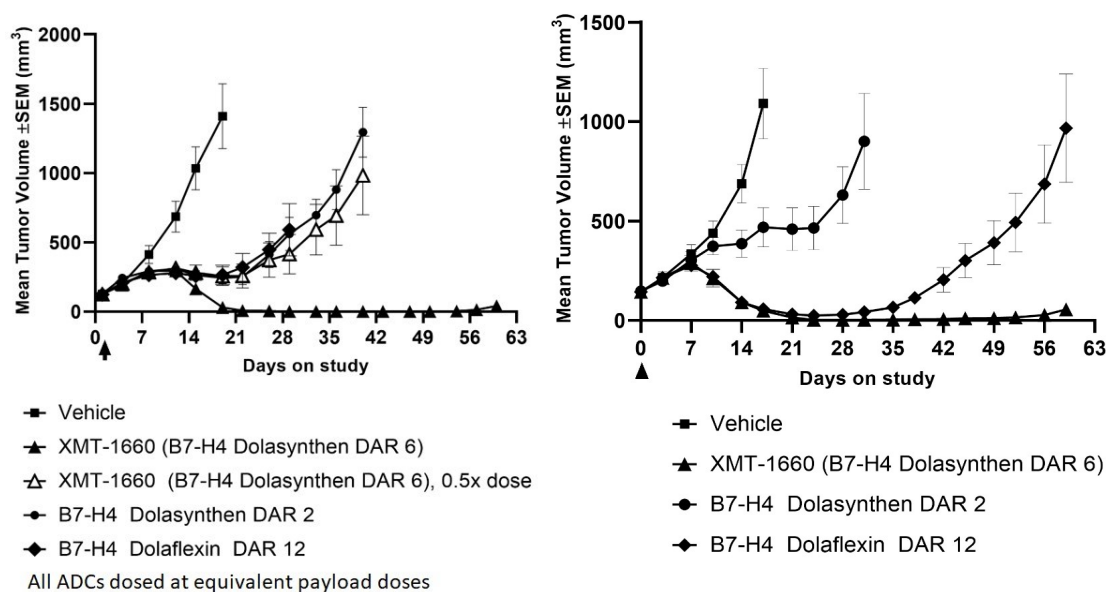 Mean Tumor Volume ±SEM (mm³)
2000
1500
1000
500
0
0 7 14 21 28 35 42 49 56 63
Days on study
Vehicle
XMT-1660 (B7-H4 Dolasynthen DAR 6)
XMT-1660 (B7-H4 Dolasynthen DAR 6), 0.5x dose
B7-H4 Dolasynthen DAR 2
B7-H4 Dolaflexin DAR 12
All ADCs dosed at equivalent payload doses
Mean Tumor Volume ±SEM (mm³)
1500
1000
500
0
0 7 14 21 28 35 42 49 56 63
Days on study
Vehicle
XMT-1660 (B7-H4 Dolasynthen DAR 6)
B7-H4 Dolasynthen DAR 2
B7-H4 Dolaflexin DAR 12